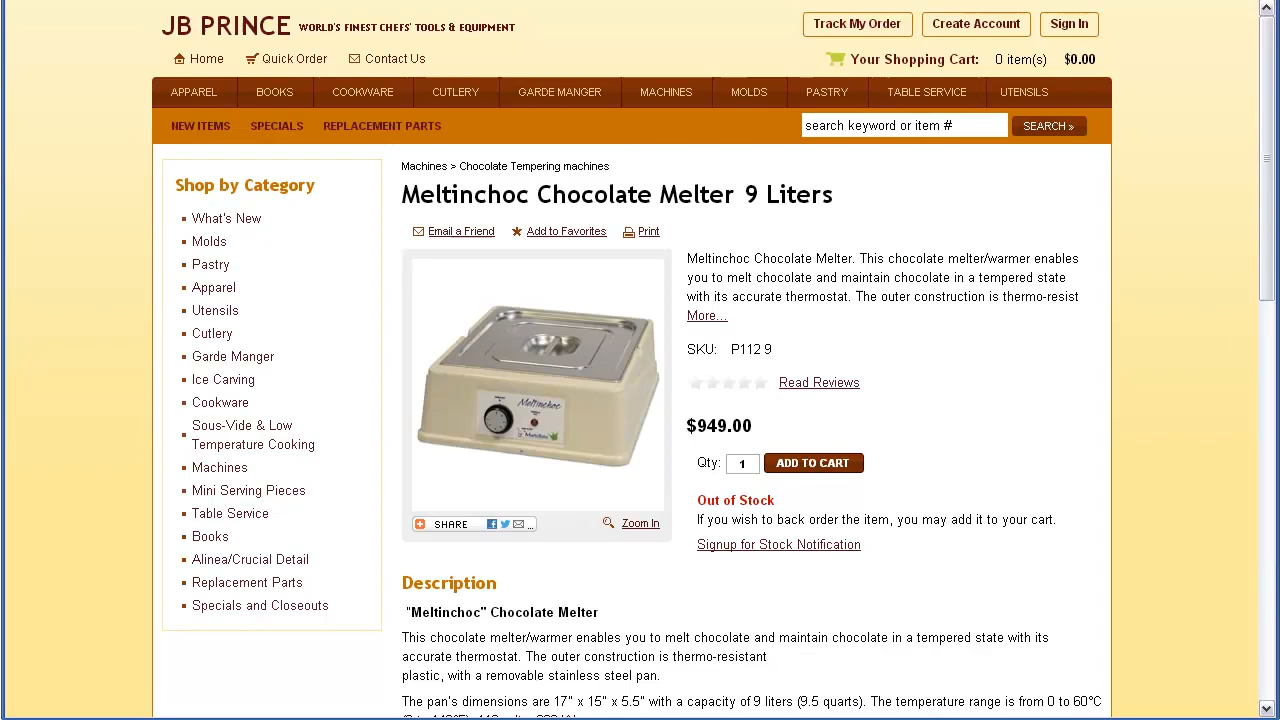 JB PRINCE WORLD'S FINEST CHEFS' TOOLS & EQUIPMENT
Track My Order Create Account Sign In
Home Quick Order Contact Us
Your Shopping Cart: 0 item(s) $0.00
APPAREL BOOKS COOKWARE CUTLERY GARDE MANGER MACHINES MOLDS PASTRY TABLE SERVICE UTENSILS
NEW ITEMS SPECIALS REPLACEMENT PARTS search keyword or item # SEARCH »
Shop by Category
What's New
Molds
Pastry
Apparel
Utensils
Cutlery
Garde Manger
Ice Carving
Cookware
Sous-Vide & Low
Temperature Cooking
Machines
Mini Serving Pieces
Table Service
Books
Alinea/Crucial Detail
Replacement Parts
Specials and Closeouts
Machines > Chocolate Tempering machines
Meltinchoc Chocolate Melter 9 Liters
Email a Friend Add to Favorites Print
Meltinchoc
SHARE ... Zoom In
Meltinchoc Chocolate Melter. This chocolate melter/warmer enables
you to melt chocolate and maintain chocolate in a tempered state
with its accurate thermostat. The outer construction is thermo-resist
More...
SKU: P112 9
Read Reviews
$949.00
Qty: 1 ADD TO CART
Out of Stock
If you wish to back order the item, you may add it to your cart.
Signup for Stock Notification
Description
"Meltinchoc" Chocolate Melter
This chocolate melter/warmer enables you to melt chocolate and maintain chocolate in a tempered state with its
accurate thermostat. The outer construction is thermo-resistant
plastic, with a removable stainless steel pan.
The pan's dimensions are 17" x 15" x 5.5" with a capacity of 9 liters (9.5 quarts). The temperature range is from 0 to 60°C